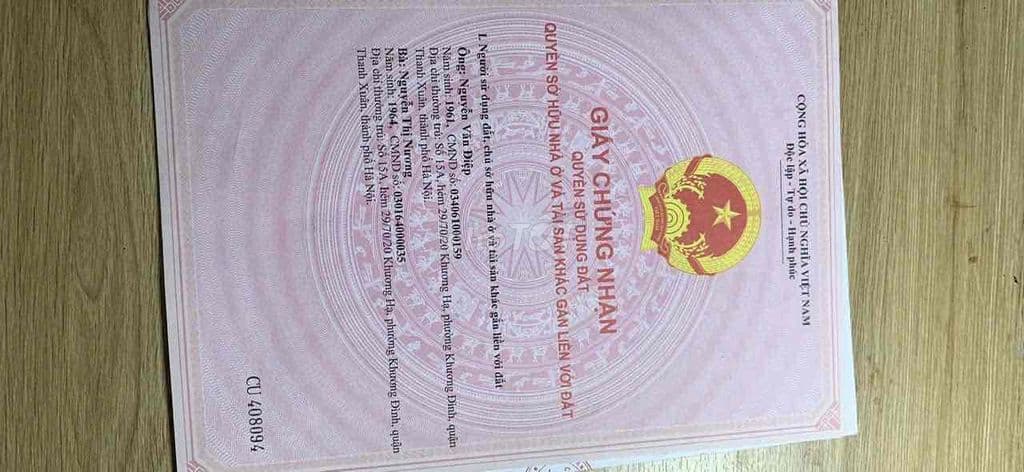 CỘNG HÒA XÃ HỘI CHỦ NGHĨA VIỆT NAM
Độc lập - Tự do - Hạnh phúc
GIẤY CHỨNG NHẬN
QUYỀN SỬ DỤNG ĐẤT
QUYỀN SỞ HỮU NHÀ Ở VÀ TÀI SẢN KHÁC GẮN LIỀN VỚI ĐẤT
I. Người sử dụng đất, chủ sở hữu nhà ở và tài sản khác gắn liền với đất
Ông: Nguyễn Văn Điệp
Năm sinh: 1961, CMND số: 034061000159
Địa chỉ thường trú: Số 15A, hẻm 29/70/20 Khương Hạ, phường Khương Đình, quận
Thanh Xuân, thành phố Hà Nội.
Bà: Nguyễn Thị Nương
Năm sinh: 1964, CMND số: 030164000035
Địa chỉ thường trú: Số 15A, hẻm 29/70/20 Khương Hạ, phường Khương Đình, quận
Thanh Xuân, thành phố Hà Nội.
CU 408094